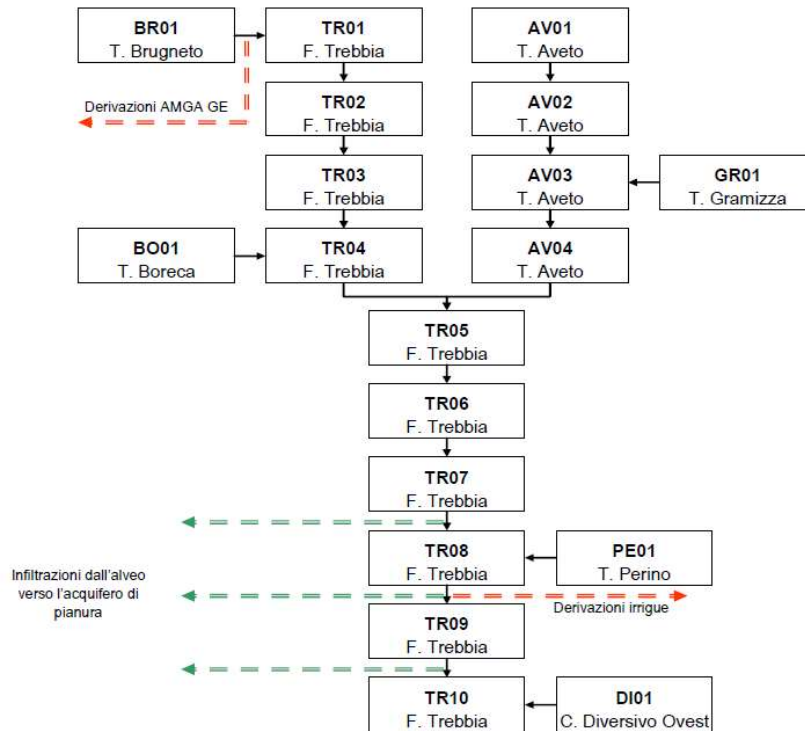 BR01
T. Brugneto
TR01
F. Trebbia
AV01
T. Aveto
Derivazioni AMGA GE
TR02
F. Trebbia
AV02
T. Aveto
TR03
F. Trebbia
AV03
T. Aveto
GR01
T. Gramizza
BO01
T. Boreca
TR04
F. Trebbia
AV04
T. Aveto
TR05
F. Trebbia
TR06
F. Trebbia
TR07
F. Trebbia
Infiltrazioni dall'alveo
verso l'acquifero di
pianura
TR08
F. Trebbia
PE01
T. Perino
Derivazioni irrigue
TR09
F. Trebbia
TR10
F. Trebbia
DI01
C. Diversivo Ovest